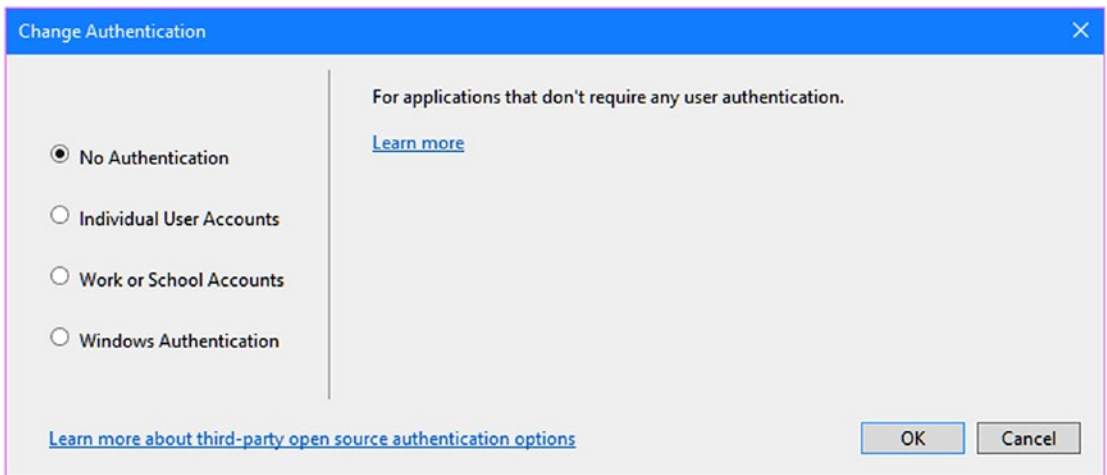 Change Authentication
For applications that don't require any user authentication.
Learn more
No Authentication
Individual User Accounts
Work or School Accounts
Windows Authentication
Learn more about third-party open source authentication options
OK
Cancel